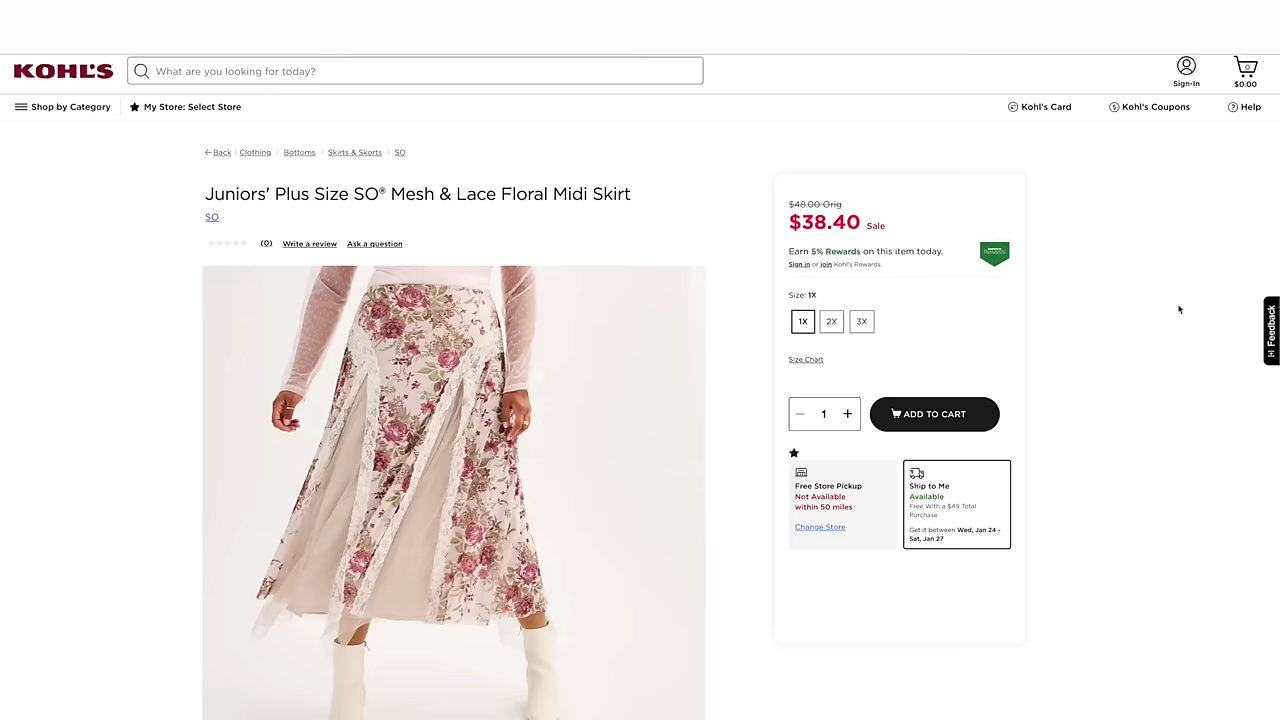 KOHL'S
What are you looking for today?
Sign-In
0
$0.00
Shop by Category
My Store: Select Store
Kohl's Card
Kohl's Coupons
Help
Back
Clothing
Bottoms
Skirts & Skorts
SO
Juniors' Plus Size SO® Mesh & Lace Floral Midi Skirt
SO
(0)
Write a review
Ask a question
$48.00 Orig
$38.40 Sale
Earn 5% Rewards on this item today.
Sign in or join Kohl's Rewards.
Size: 1X
1X
2X
3X
Size Chart
1
ADD TO CART
Free Store Pickup
Not Available
within 50 miles
Change Store
Ship to Me
Available
Free With a $49 Total
Purchase
Get it between Wed, Jan 24 -
Sat, Jan 27
Feedback